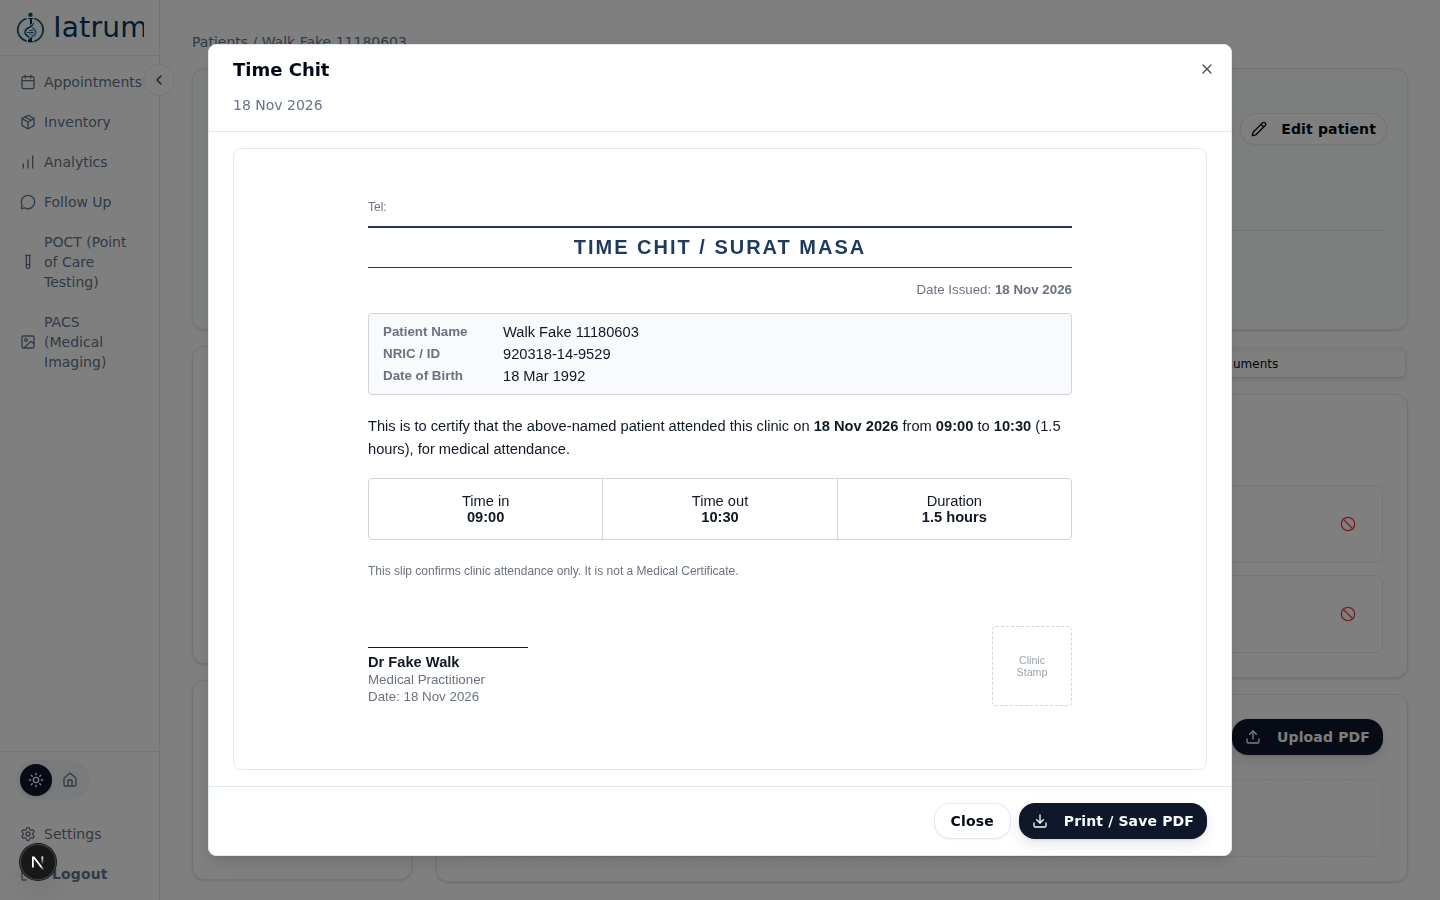 Iatrum
Appointments
Inventory
Analytics
Follow Up
POCT (Point
of Care
Testing)
PACS
(Medical
Imaging)
Settings
Logout
N
Patients / Walk Fake 11180603
Edit patient
uments
Upload PDF
Time Chit
18 Nov 2026
Tel:
TIME CHIT / SURAT MASA
Date Issued: 18 Nov 2026
Patient Name Walk Fake 11180603
NRIC / ID 920318-14-9529
Date of Birth 18 Mar 1992
This is to certify that the above-named patient attended this clinic on 18 Nov 2026 from 09:00 to 10:30 (1.5
hours), for medical attendance.
Time in Time out Duration
09:00 10:30 1.5 hours
This slip confirms clinic attendance only. It is not a Medical Certificate.
Clinic
Stamp
Dr Fake Walk
Medical Practitioner
Date: 18 Nov 2026
Close Print / Save PDF